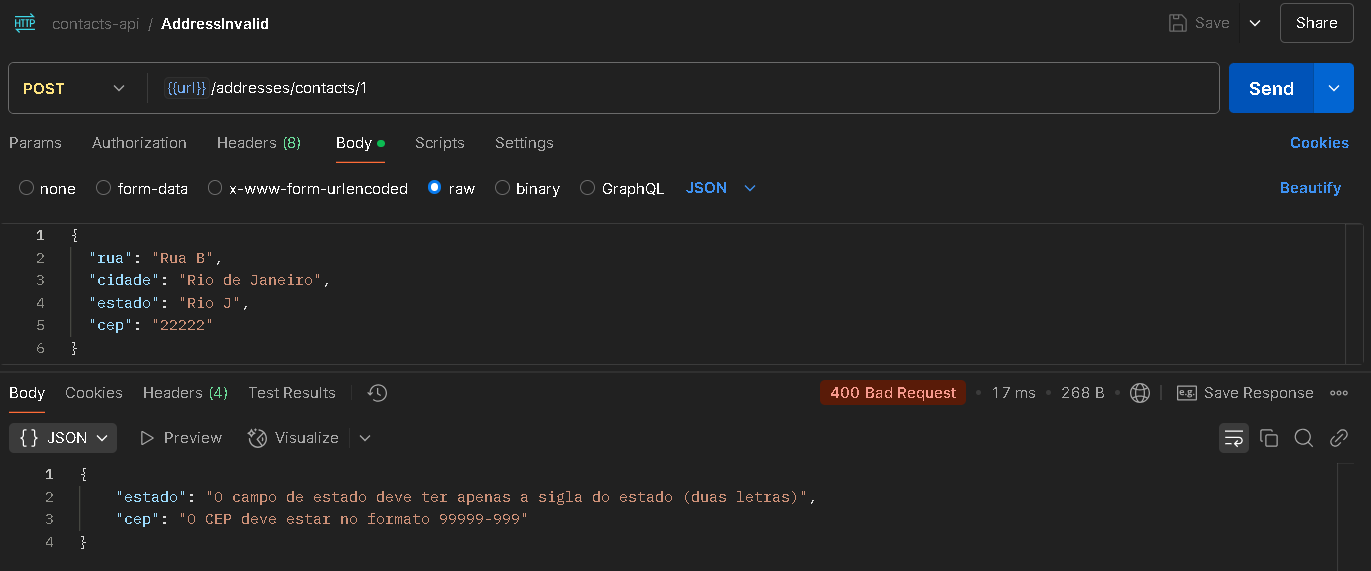 HTTP contacts-api / AddressInvalid Save Share
POST {{url}}/addresses/contacts/1 Send
Params Authorization Headers (8) Body Scripts Settings Cookies
none form-data x-www-form-urlencoded raw binary GraphQL JSON Beautify
1 {
2 "rua": "Rua B",
3 "cidade": "Rio de Janeiro",
4 "estado": "Rio J",
5 "cep": "22222"
6 }
Body Cookies Headers (4) Test Results 400 Bad Request • 17 ms • 268 B • e.g. Save Response
{} JSON Preview Visualize
1 {
2 "estado": "O campo de estado deve ter apenas a sigla do estado (duas letras)",
3 "cep": "O CEP deve estar no formato 99999-999"
4 }